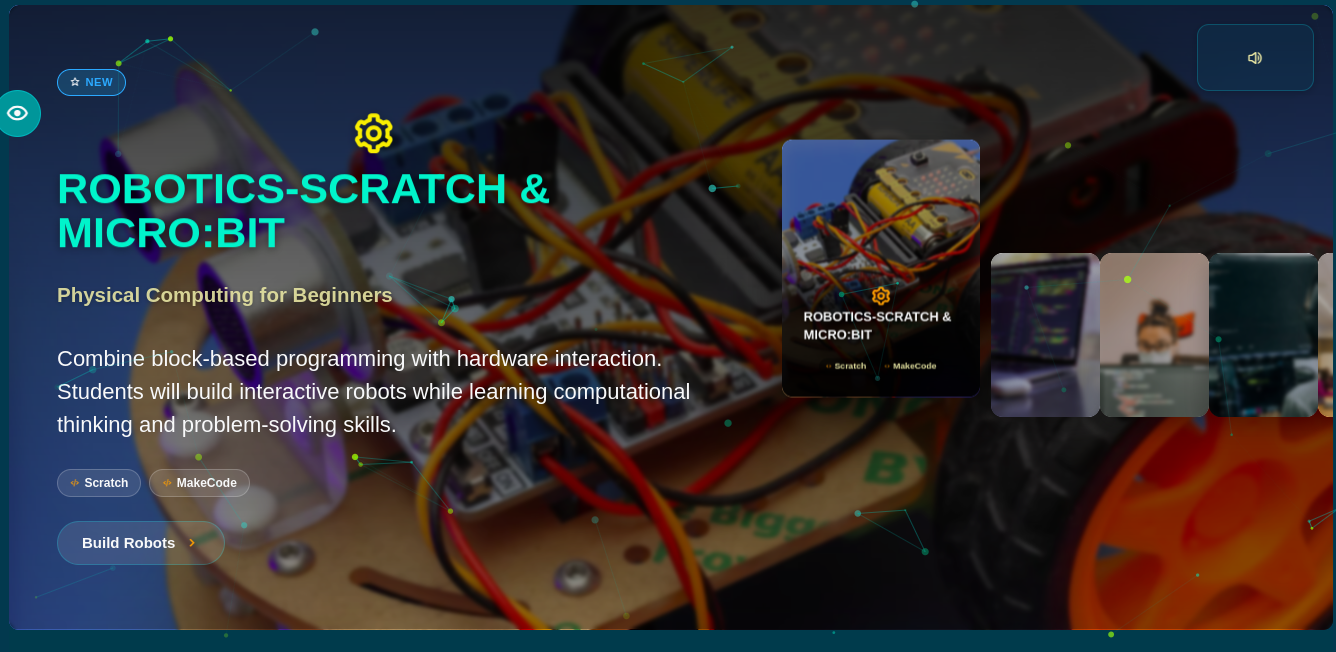 NEW
ROBOTICS-SCRATCH &
MICRO:BIT
Physical Computing for Beginners
Combine block-based programming with hardware interaction.
Students will build interactive robots while learning computational
thinking and problem-solving skills.
Scratch
MakeCode
Build Robots
ROBOTICS-SCRATCH &
MICRO:BIT
Scratch
MakeCode